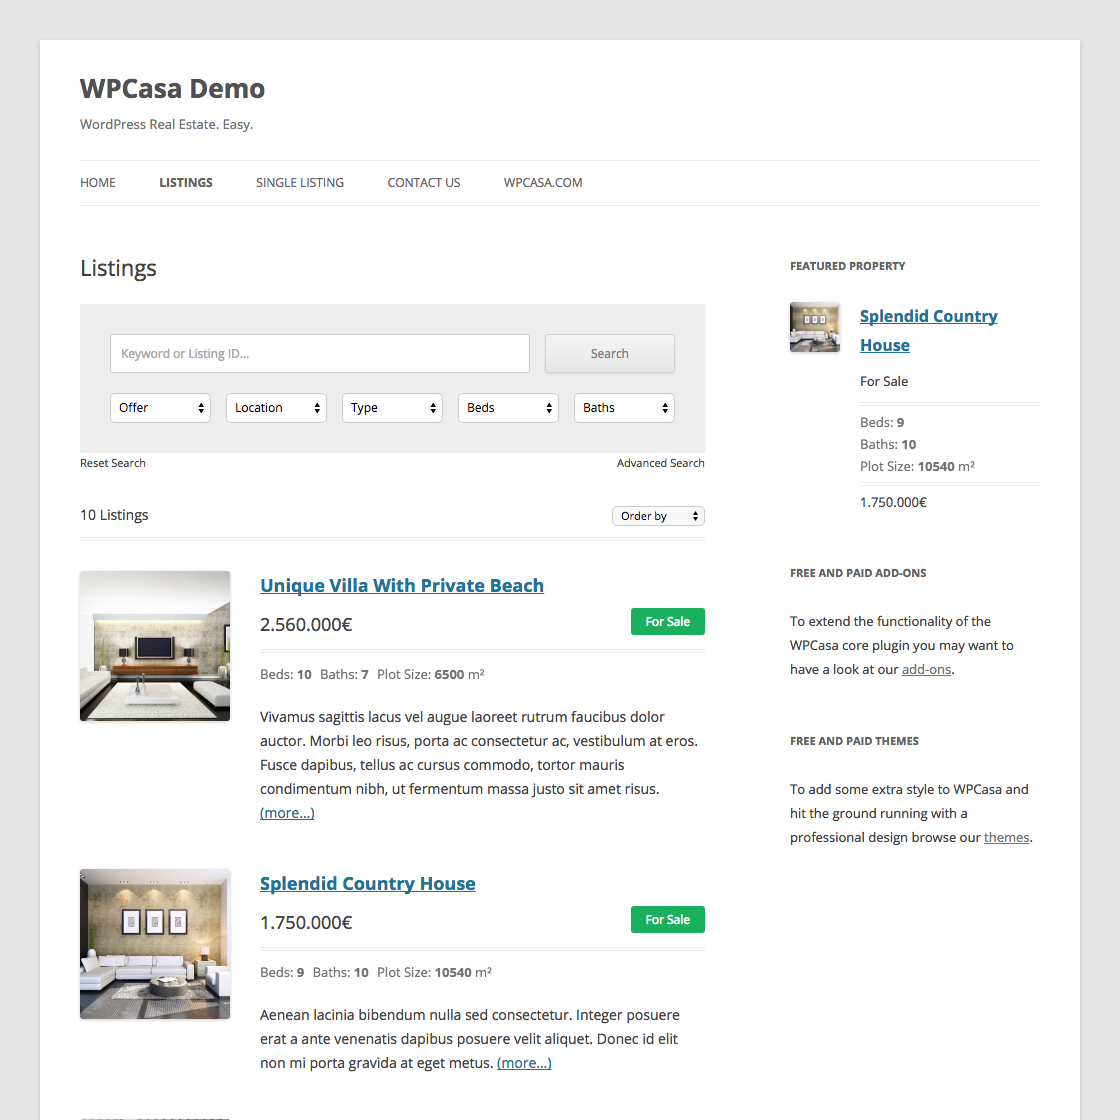 WPCasa Demo
WordPress Real Estate. Easy.
HOME LISTINGS SINGLE LISTING CONTACT US WPCASA.COM
Listings
Keyword or Listing ID...
Search
Offer Location Type Beds Baths
Reset Search
Advanced Search
10 Listings
Order by
Unique Villa With Private Beach
2.560.000€
For Sale
Beds: 10 Baths: 7 Plot Size: 6500 m²
Vivamus sagittis lacus vel augue laoreet rutrum faucibus dolor
auctor. Morbi leo risus, porta ac consectetur ac, vestibulum at eros.
Fusce dapibus, tellus ac cursus commodo, tortor mauris
condimentum nibh, ut fermentum massa justo sit amet risus.
(more...)
Splendid Country House
1.750.000€
For Sale
Beds: 9 Baths: 10 Plot Size: 10540 m²
Aenean lacinia bibendum nulla sed consectetur. Integer posuere
erat a ante venenatis dapibus posuere velit aliquet. Donec id elit
non mi porta gravida at eget metus. (more...)
FEATURED PROPERTY
Splendid Country
House
For Sale
Beds: 9
Baths: 10
Plot Size: 10540 m²
1.750.000€
FREE AND PAID ADD-ONS
To extend the functionality of the
WPCasa core plugin you may want to
have a look at our add-ons.
FREE AND PAID THEMES
To add some extra style to WPCasa and
hit the ground running with a
professional design browse our themes.